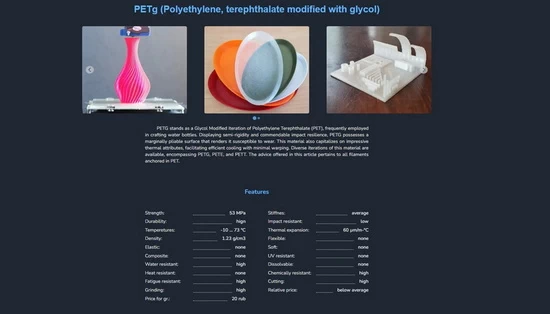 PETg (Polyethylene, terephthalate modified with glycol)
PETG stands as a Glycol Modified Iteration of Polyethylene Terephthalate (PET), frequently employed
in crafting water bottles. Displaying semi-rigidity and commendable impact resilience, PETG possesses a
marginally pliable surface that renders it susceptible to wear. This material also capitalizes on impressive
thermal attributes, facilitating efficient cooling with minimal warping. Diverse iterations of this material are
available, encompassing PETG, PETE, and PETT. The advice offered in this article pertains to all filaments
anchored in PET.
Features
Strength: 53 MPa
Durability: high
Temperatures: -10 ... 73 °C
Density: 1.23 g/cm3
Elastic: none
Composite: none
Water resistant: high
Heat resistant: none
Fatigue resistant: high
Grinding: high
Price for gr.: 20 rub
Stiffnes: average
Impact resistant: low
Thermal expansion: 60 µm/m-°C
Flexible: none
Soft: none
UV resistant: none
Dissolvable: none
Chemically resistant: high
Cutting: high
Relative price: below average